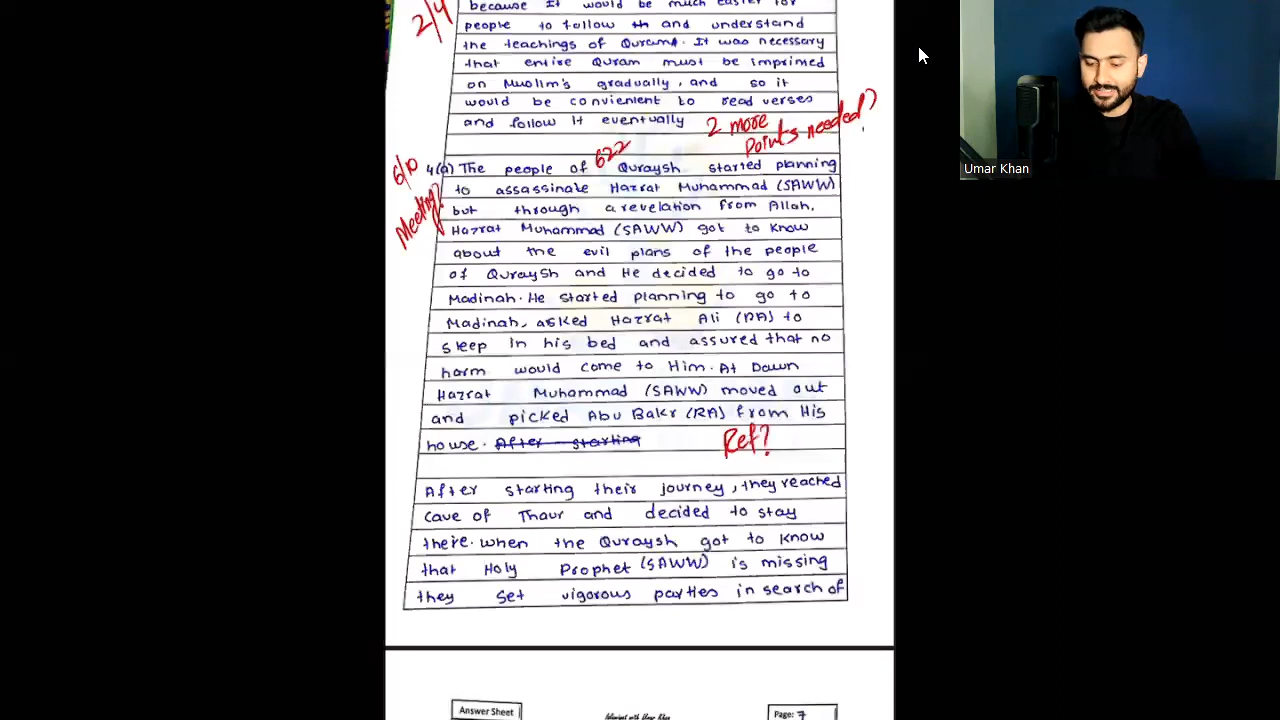 because It would be much easier for
2/4
people to follow th and understand
the teachings of Quran. It was necessary
that entire Quram must be imprimed
on Muslim's gradually, and so it
would be convienient to read verses
and follow it eventually
2 more
Points needed?
6/10
4(a) The people of Quraysh started planning
622
to assassinate Hazrat Muhammad (SAWW)
Meeting?
but through a revelation from Allah,
Hazrat Muhammad (SAWW) got to know
about the evil plans of the people
of Quraysh and He decided to go to
Madinah. He started planning to go to
Madinah, asked Hazrat Ali (RA) to
sleep in his bed and assured that no
harm would come to Him. At Dawn
Hazrat Muhammad (SAWW) moved out
and picked Abu Bakr (RA) from His
house. After starting
Ref?
After starting their journey, they reached
cave of Thaur and decided to stay
there. when the Quraysh got to know
that Holy Prophet (SAWW) is missing
they set vigorous parties in search of
Answer Sheet
Page: 7
Umar Khan